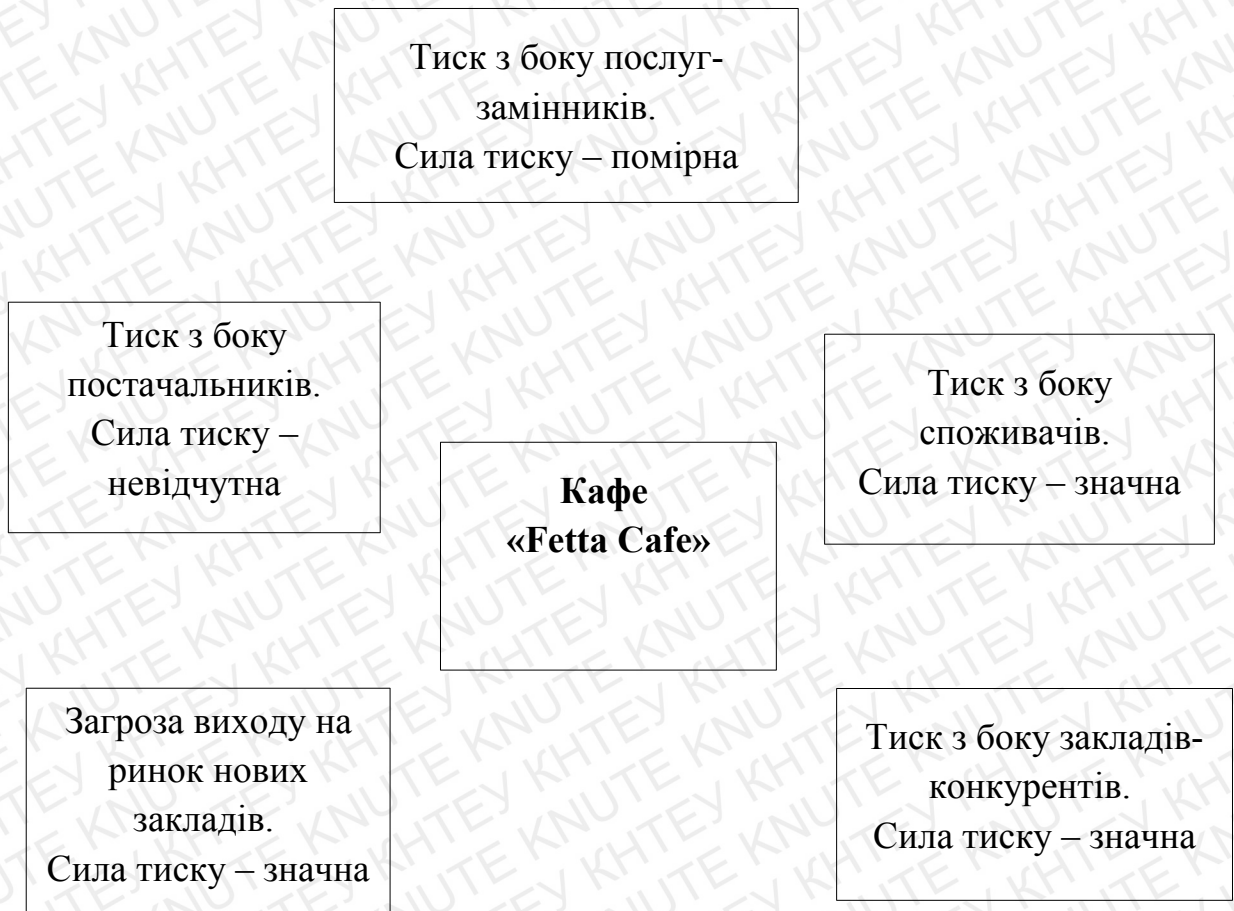 Тиск з боку послуг-
замінників.
Сила тиску – помірна
Тиск з боку
постачальників.
Сила тиску –
невідчутна
Тиск з боку
споживачів.
Сила тиску – значна
Кафе
«Fetta Cafe»
Загроза виходу на
ринок нових
закладів.
Сила тиску – значна
Тиск з боку закладів-
конкурентів.
Сила тиску – значна